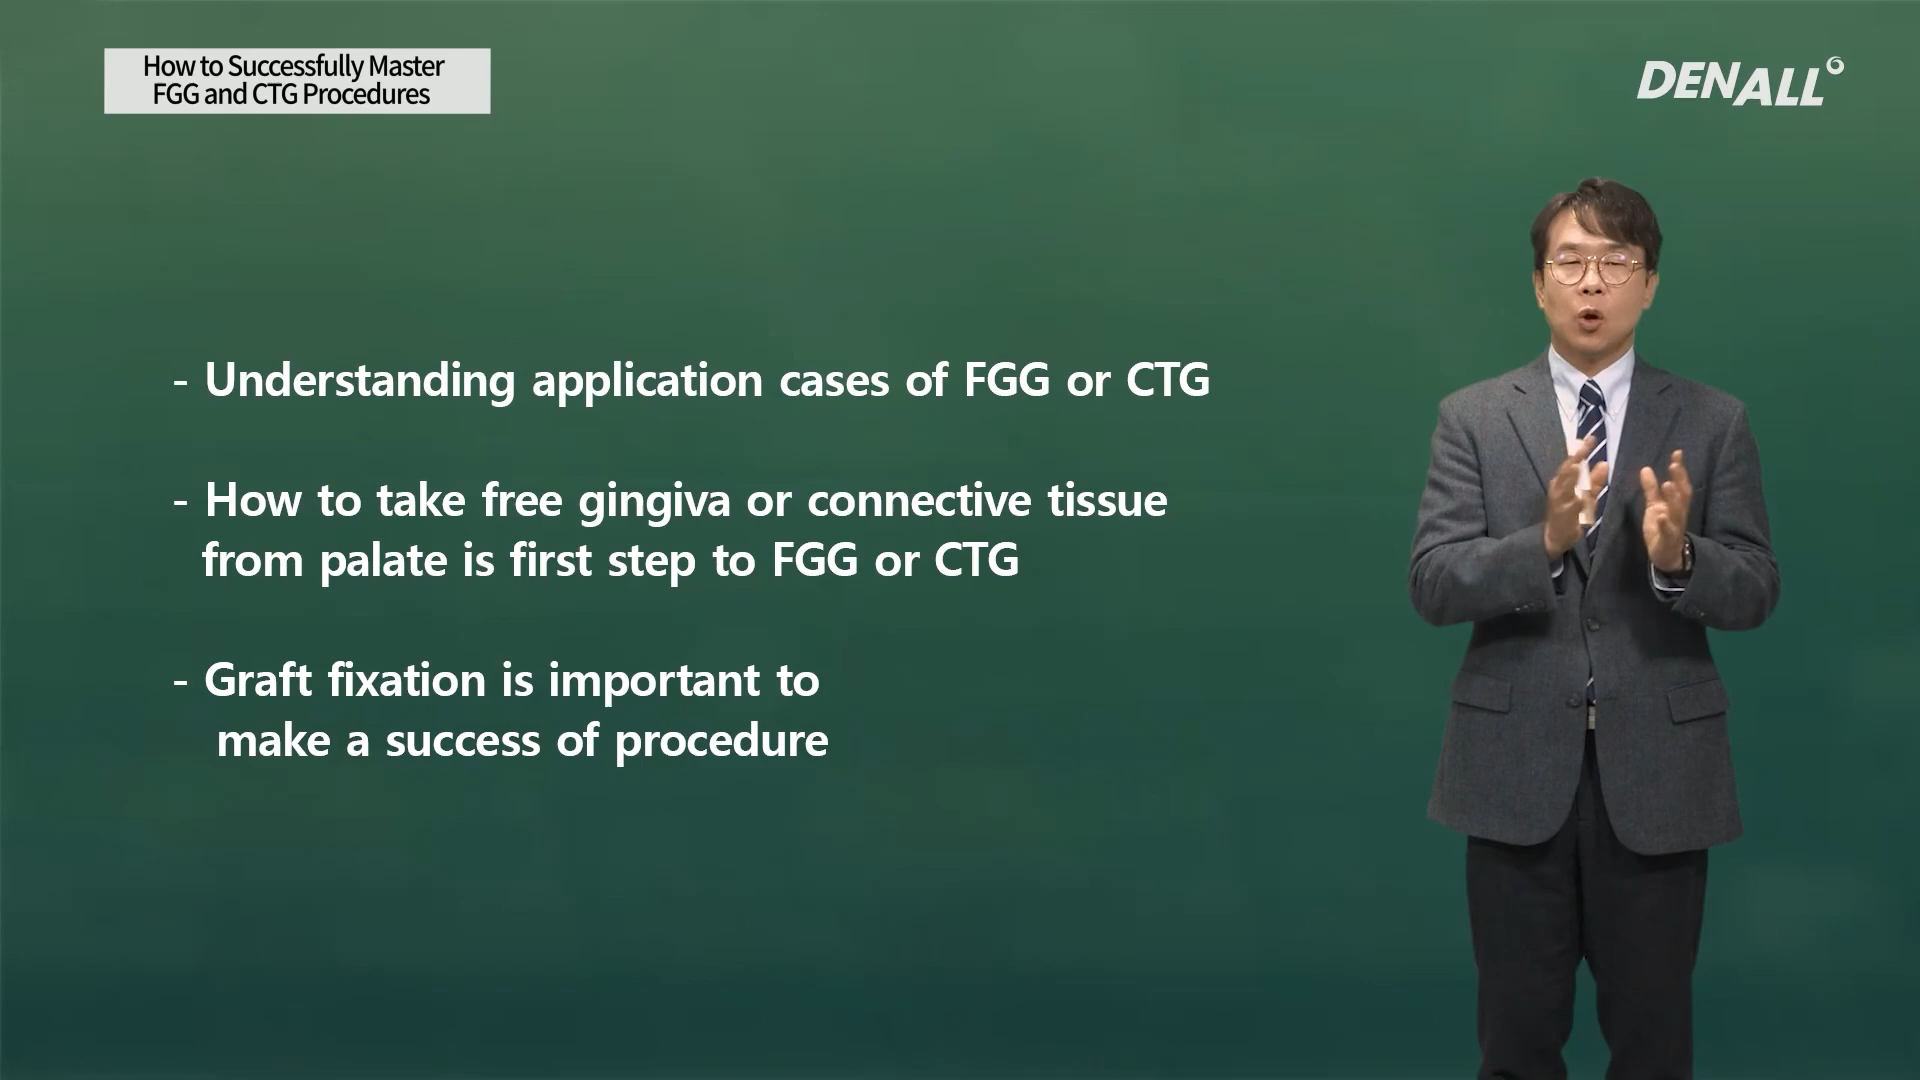 How to Successfully Master
FGG and CTG Procedures
DENALL
- Understanding application cases of FGG or CTG
- How to take free gingiva or connective tissue
from palate is first step to FGG or CTG
- Graft fixation is important to
make a success of procedure